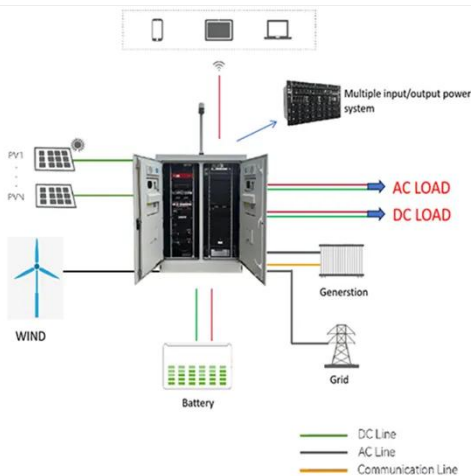 Multiple input/output power
system
PV1
PVN
AC LOAD
DC LOAD
WIND
Generstion
Grid
Battery
DC Line
AC Line
Communication Line